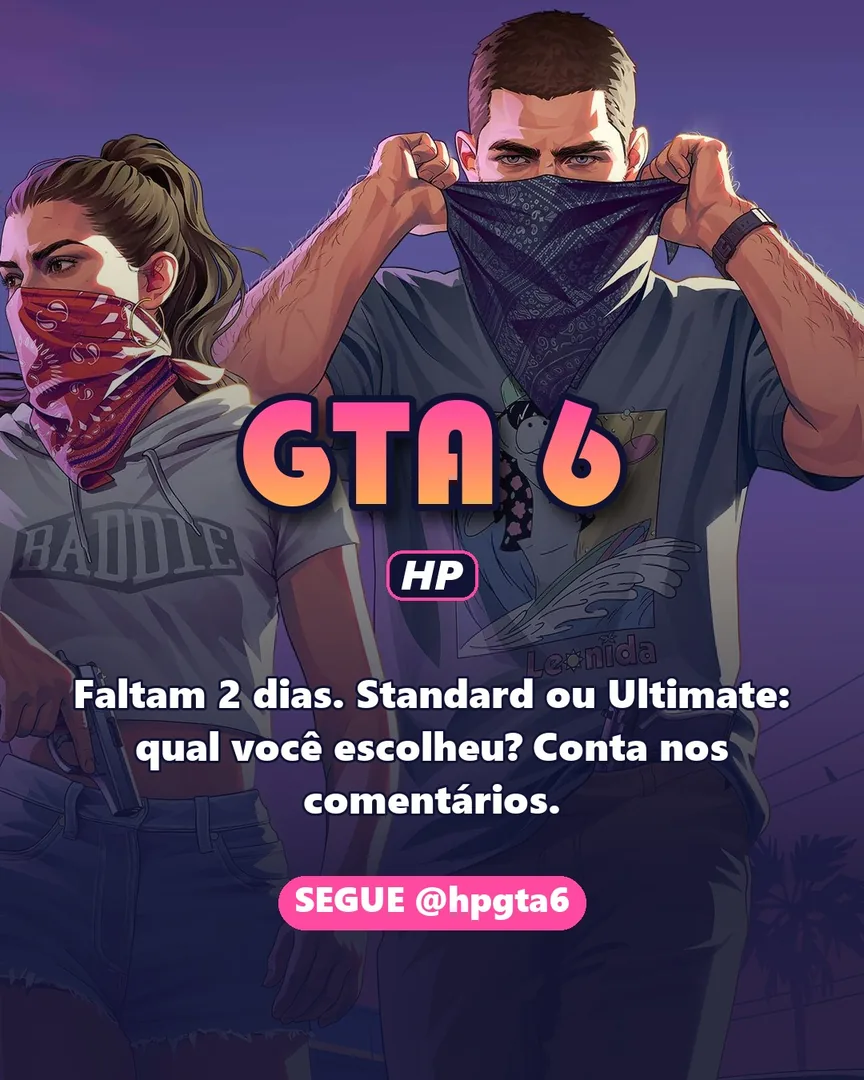 GTA 6
HP
BADDIE
Leonida
Faltam 2 dias. Standard ou Ultimate:
qual você escolheu? Conta nos
comentários.
SEGUE @hpgta6